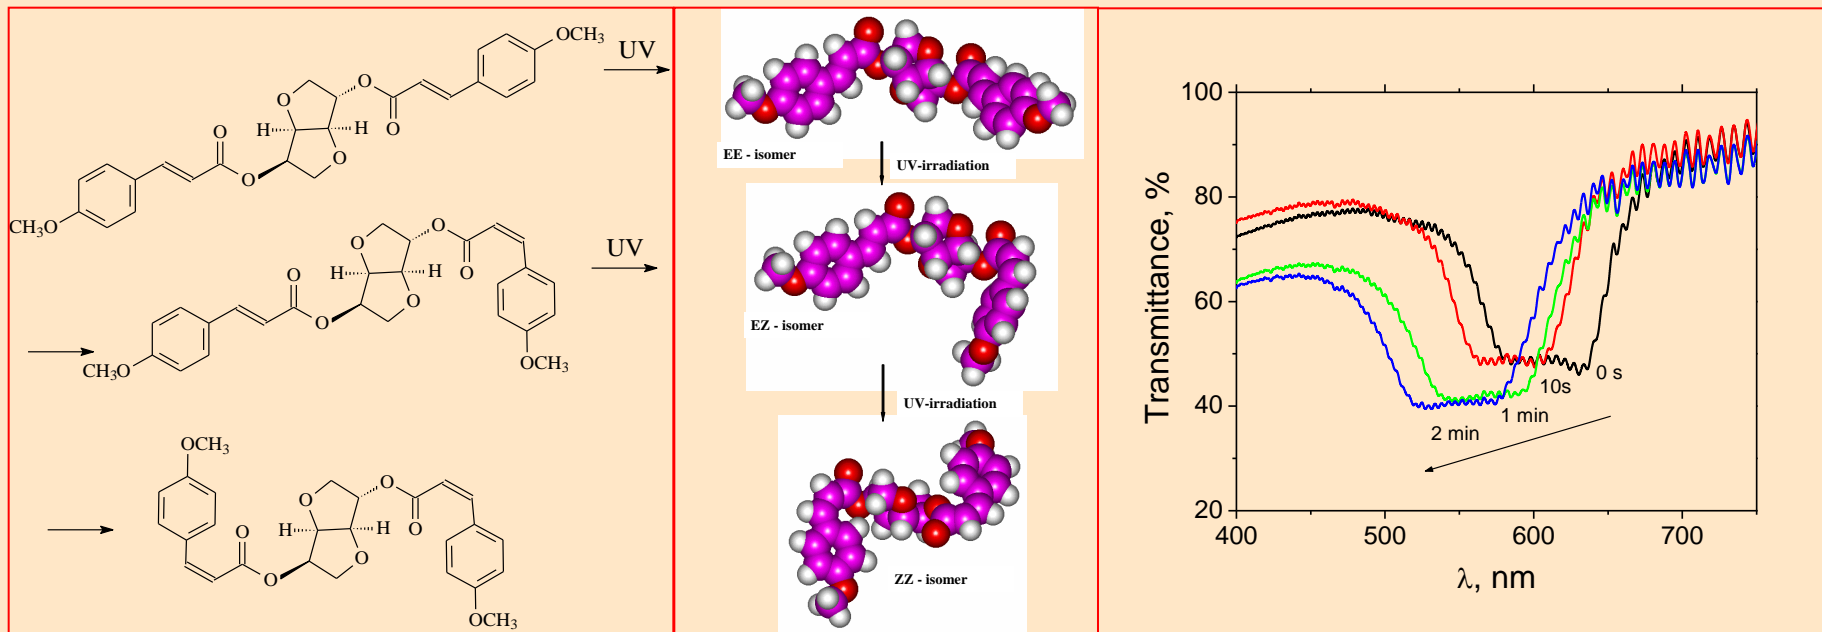 OCH₃
UV
O
O
O
H
H
O
O
O
O
CH₃O
O
O
O
UV
H
H
O
O
O
CH₃O
OCH₃
OCH₃
O
O
O
H
H
O
O
O
OCH₃
EE - isomer
UV-irradiation
EZ - isomer
UV-irradiation
ZZ - isomer
100
80
60
40
20
Transmittance, %
0 s
10s
1 min
2 min
400
500
600
700
λ, nm